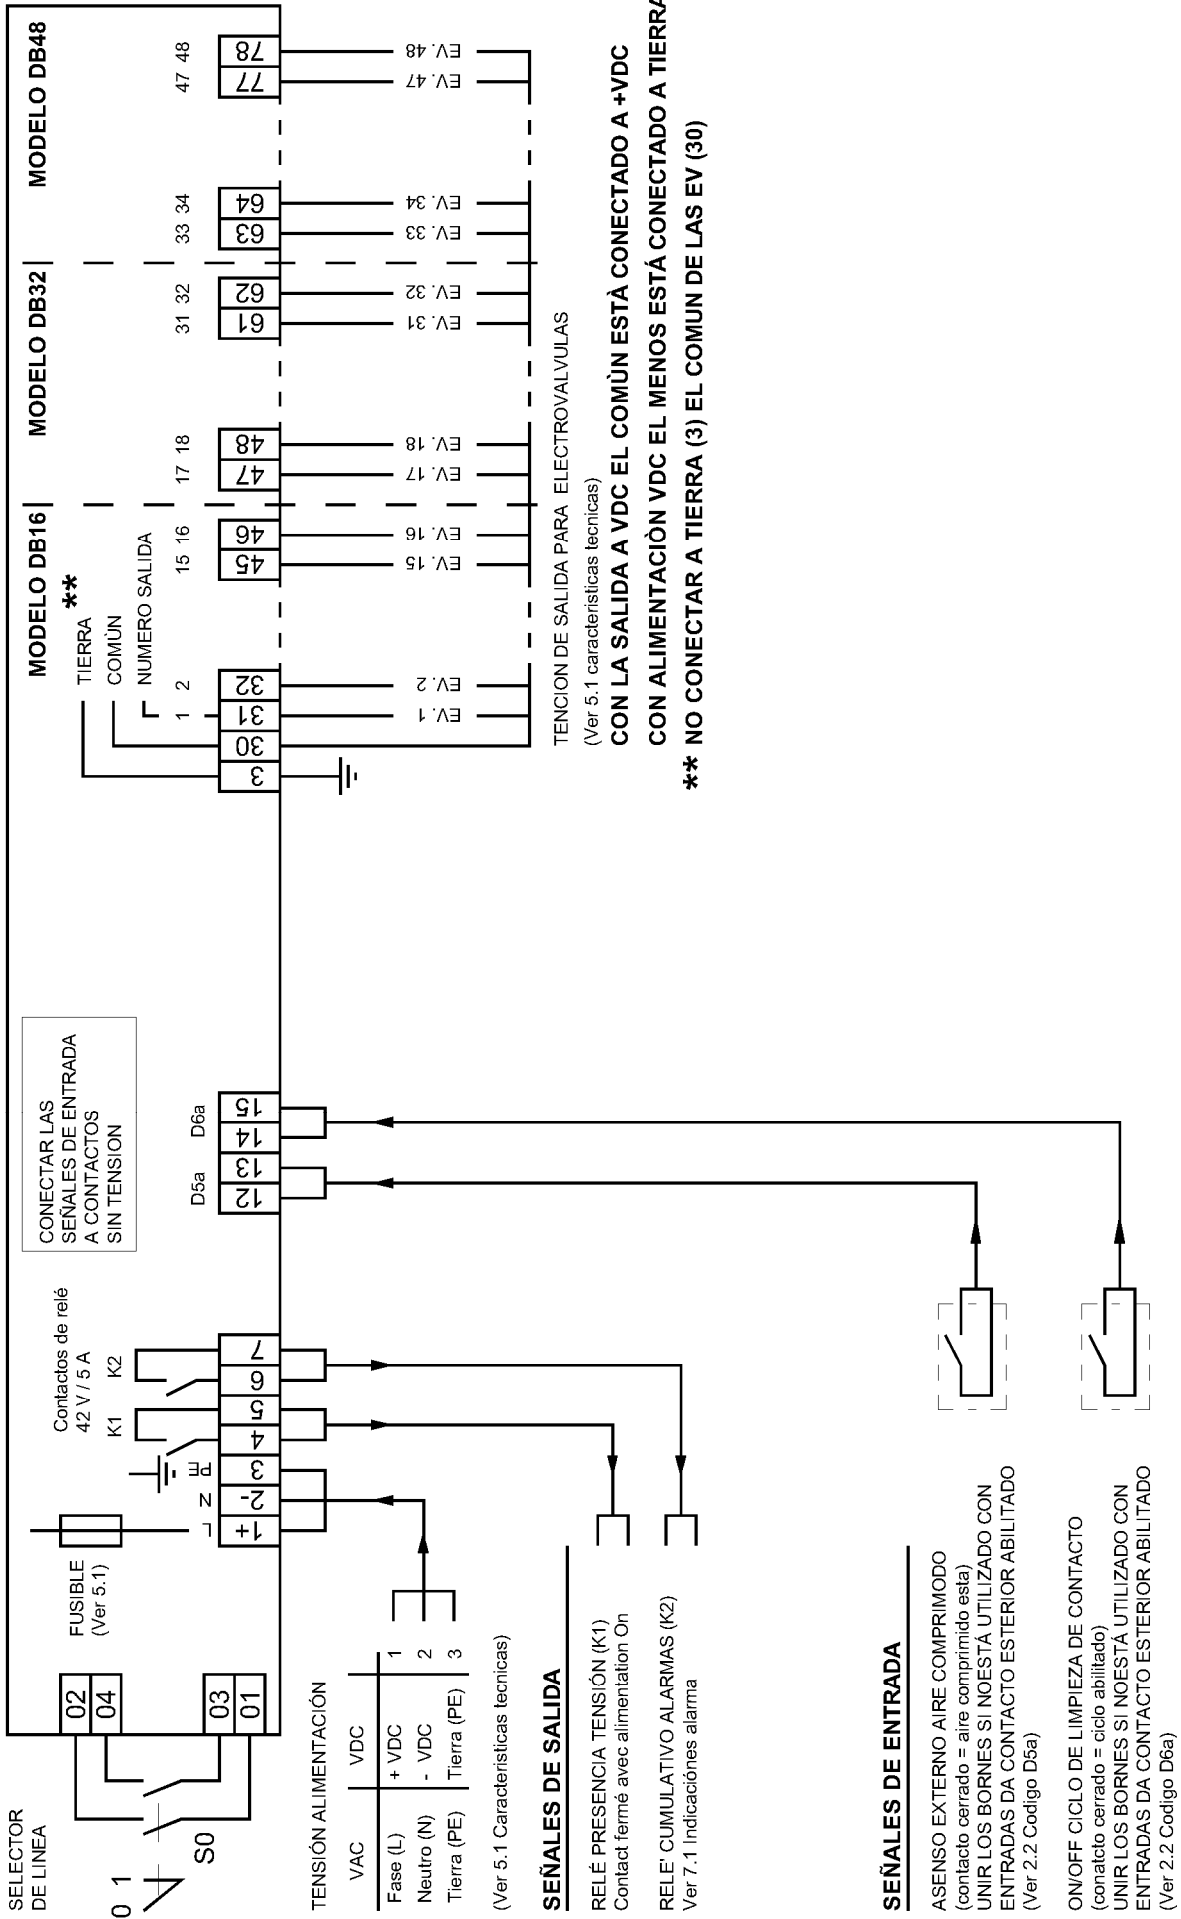 SELECTOR
DE LINEA
0 1
S0
02
04
03
01
FUSIBLE
(Ver 5.1)
L
N
PE
1+
2-
3
4
5
6
7
Contactos de relé
42 V / 5 A
K1
K2
CONECTAR LAS
SEÑALES DE ENTRADA
A CONTACTOS
SIN TENSION
D5a
D6a
12
13
14
15
MODELO DB16
MODELO DB32
MODELO DB48
TIERRA **
COMÙN
NUMERO SALIDA
1 2
15 16
17 18
31 32
33 34
47 48
3
30
31
32
45
46
47
48
61
62
63
64
77
78
EV. 1
EV. 2
EV. 15
EV. 16
EV. 17
EV. 18
EV. 31
EV. 32
EV. 33
EV. 34
EV. 47
EV. 48
TENCION DE SALIDA PARA ELECTROVALVULAS
(Ver 5.1 caracteristicas tecnicas)
CON LA SALIDA A VDC EL COMÙN ESTÀ CONECTADO A +VDC
CON ALIMENTACIÒN VDC EL MENOS ESTÁ CONECTADO A TIERRA
** NO CONECTAR A TIERRA (3) EL COMUN DE LAS EV (30)
TENSIÓN ALIMENTACIÓN
VAC VDC
Fase (L) + VDC 1
Neutro (N) - VDC 2
Tierra (PE) Tierra (PE) 3
(Ver 5.1 Caracteristicas tecnicas)
SEÑALES DE SALIDA
RELÉ PRESENCIA TENSIÓN (K1)
Contact fermé avec alimentation On
RELE' CUMULATIVO ALARMAS (K2)
Ver 7.1 Indicaciónes alarma
SEÑALES DE ENTRADA
ASENSO EXTERNO AIRE COMPRIMODO
(contacto cerrado = aire comprimido esta)
UNIR LOS BORNES SI NOESTÁ UTILIZADO CON
ENTRADAS DA CONTACTO ESTERIOR ABILITADO
(Ver 2.2 Codigo D5a)
ON/OFF CICLO DE LIMPIEZA DE CONTACTO
(conatcto cerrado = ciclo abilitado)
UNIR LOS BORNES SI NOESTÁ UTILIZADO CON
ENTRADAS DA CONTACTO ESTERIOR ABILITADO
(Ver 2.2 Codigo D6a)